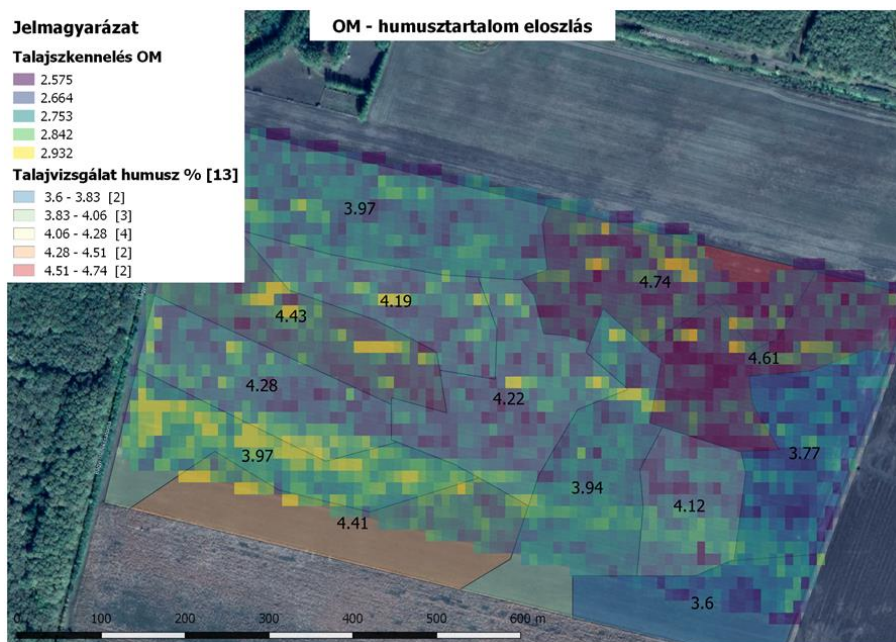 OM - humusztartalom eloszlás
Jelmagyarázat
Talajszkennelés OM
2.575
2.664
2.753
2.842
2.932
Talajvizsgálat humusz % [13]
3.6 - 3.83 [2]
3.83 - 4.06 [3]
4.06 - 4.28 [4]
4.28 - 4.51 [2]
4.51 - 4.74 [2]
3.97
4.74
4.19
4.43
4.61
4.28
4.22
3.77
3.97
3.94
4.12
4.41
3.6
0 100 200 300 400 500 600 m